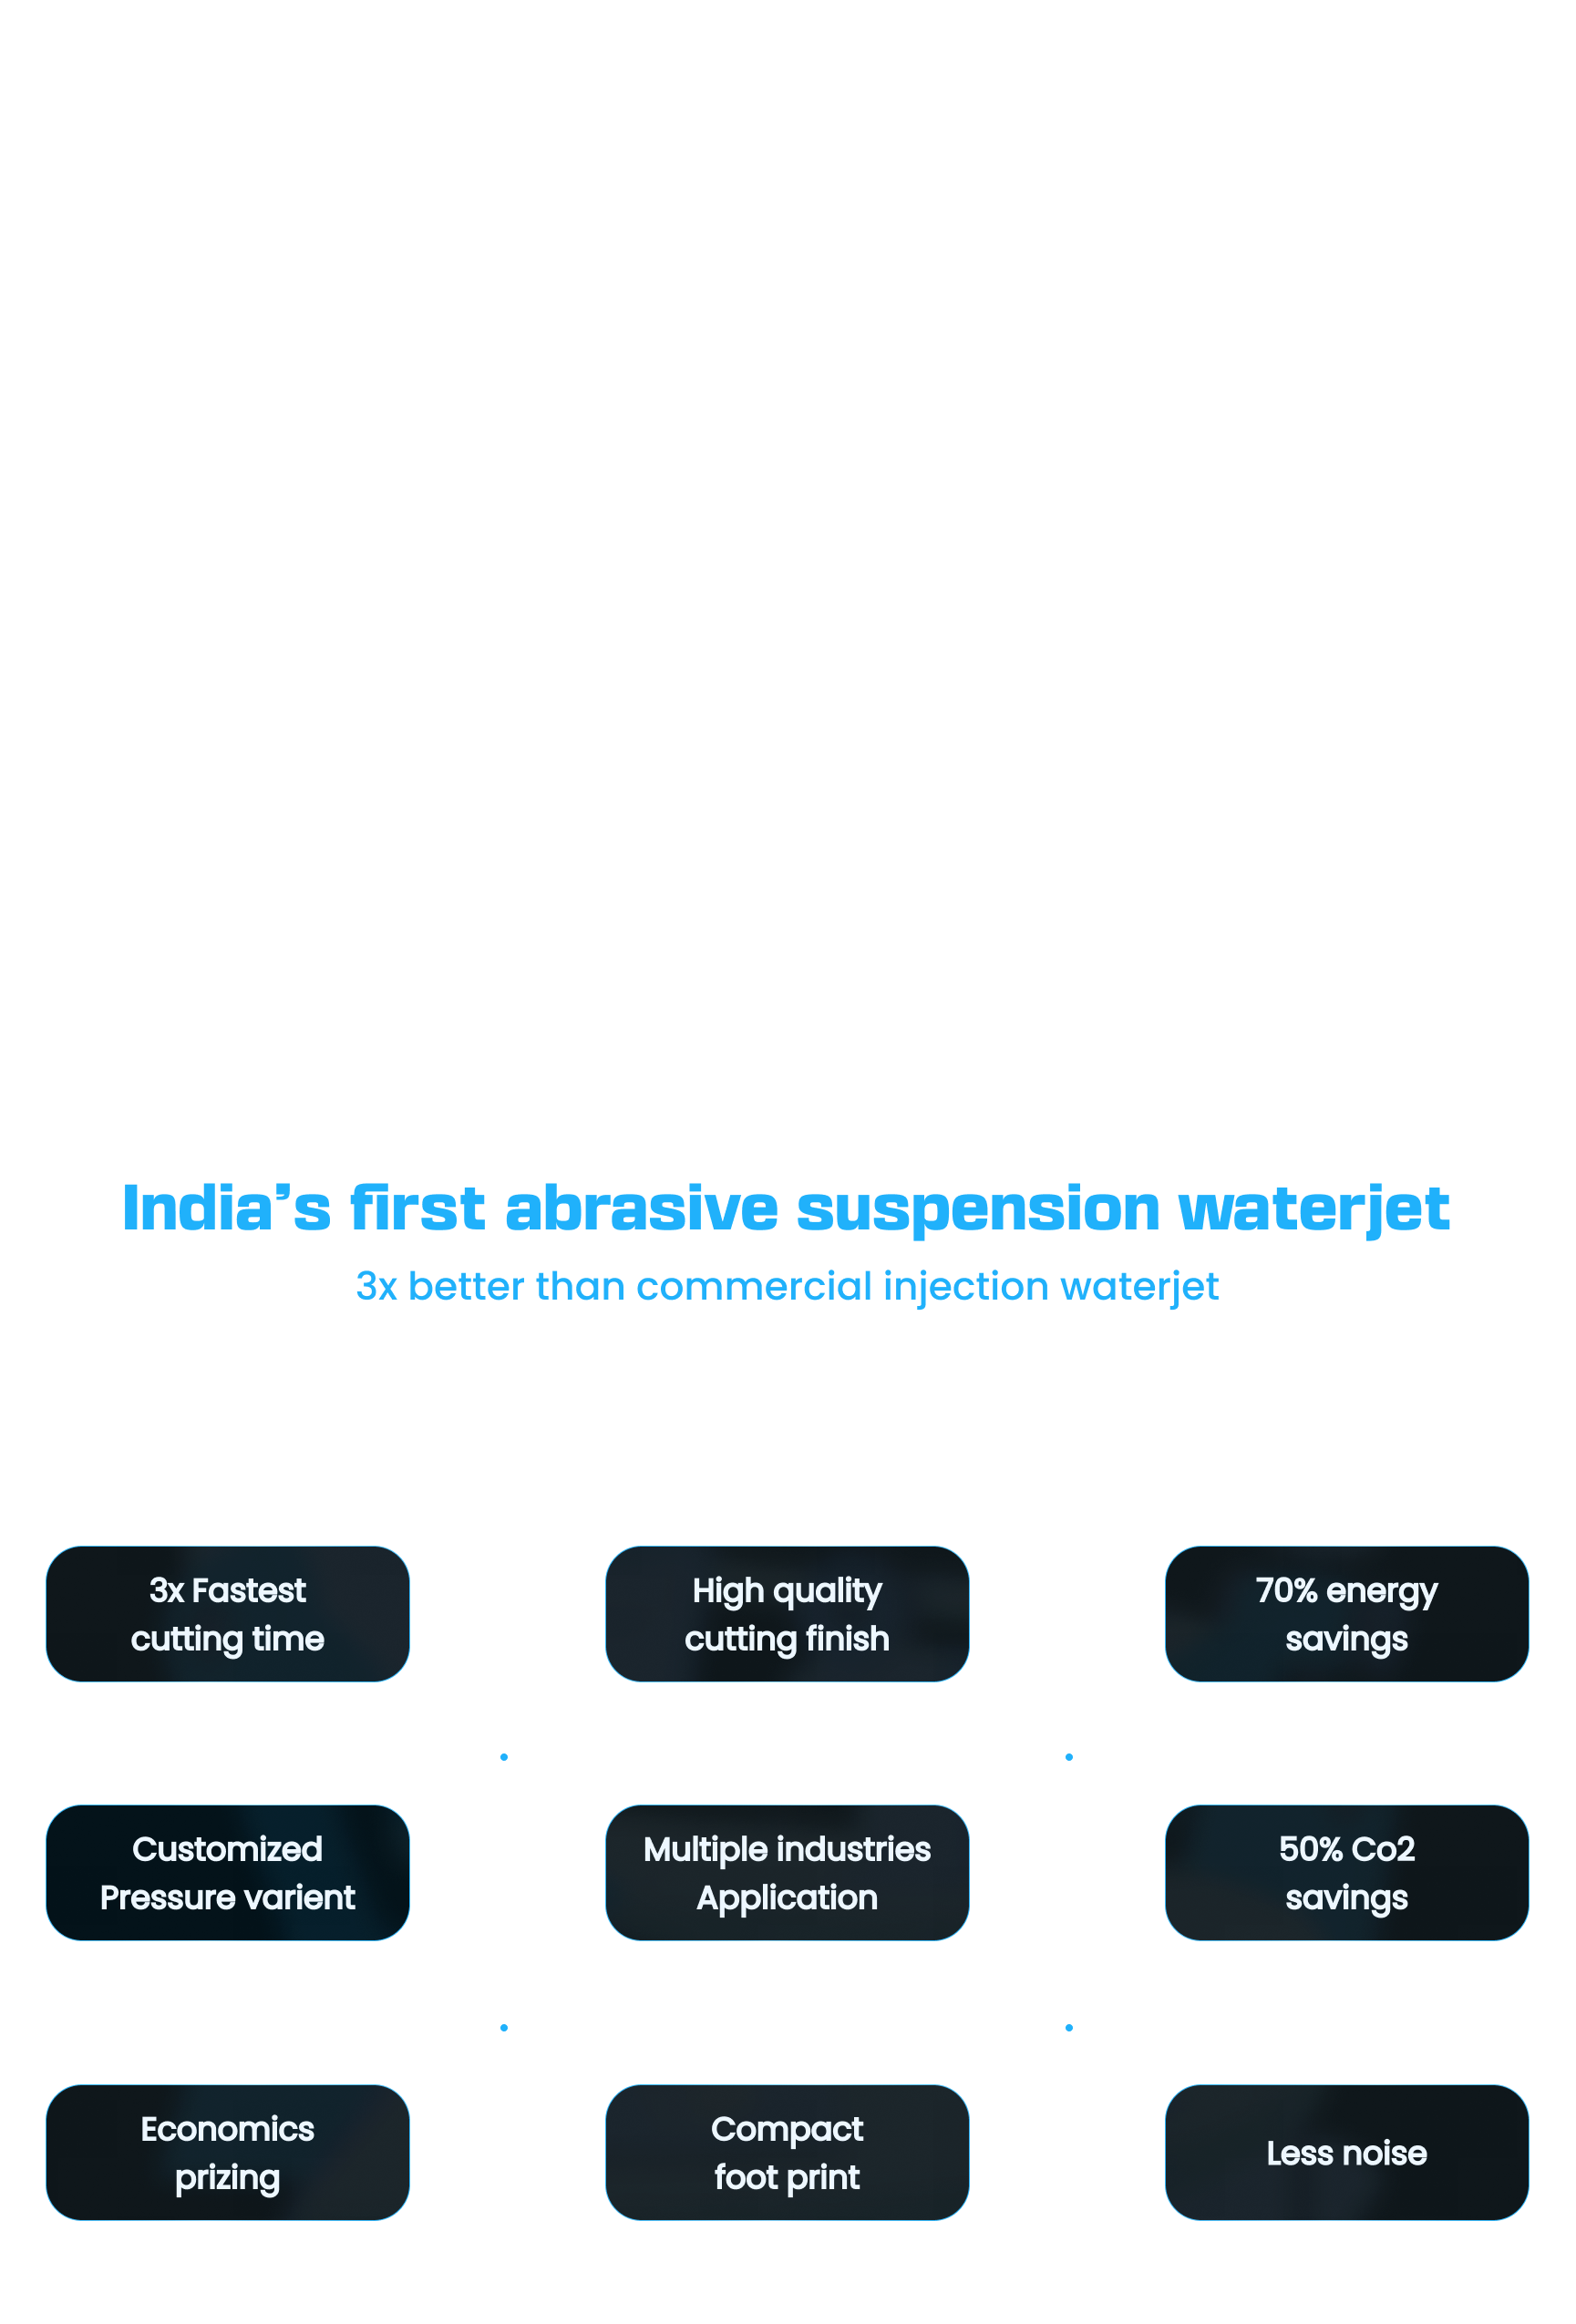 India’s first abrasive suspension waterjet
3x better than commercial injection waterjet
3x Fastest
cutting time
High quality
cutting finish
70% energy
savings
Customized
Pressure varient
Multiple industries
Application
50% Co2
savings
Economics
prizing
Compact
foot print
Less noise